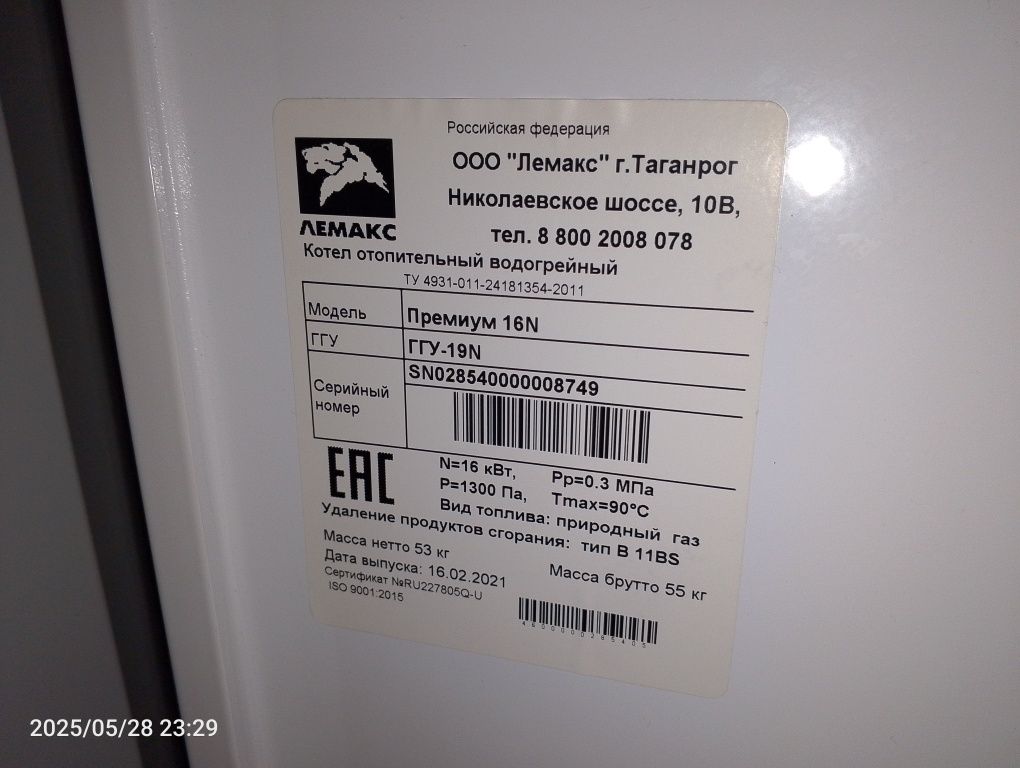 Российская федерация
ООО "Лемакс" г.Таганрог
Николаевское шоссе, 10В,
тел. 8 800 2008 078
ЛЕМАКС
Котел отопительный водогрейный
ТУ 4931-011-24181354-2011
Модель Премиум 16N
ГГУ ГГУ-19N
Серийный номер SN028540000008749
EAC
N=16 кВт, Pp=0.3 МПа
P=1300 Па, Tmax=90°C
Вид топлива: природный газ
Удаление продуктов сгорания: тип В 11BS
Масса нетто 53 кг Масса брутто 55 кг
Дата выпуска: 16.02.2021
Сертификат №RU227805Q-U
ISO 9001:2015
2025/05/28 23:29